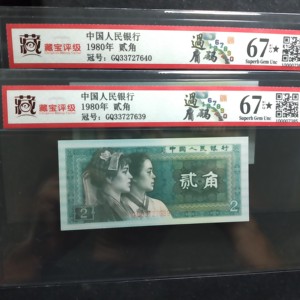 藏宝评级
中国人民银行
1980年 贰角
冠号：GQ33727640
67
Superb Gem Unc
藏宝评级
中国人民银行
1980年 贰角
冠号：GQ33727639
67
Superb Gem Unc
中国人民银行
贰角
2
2